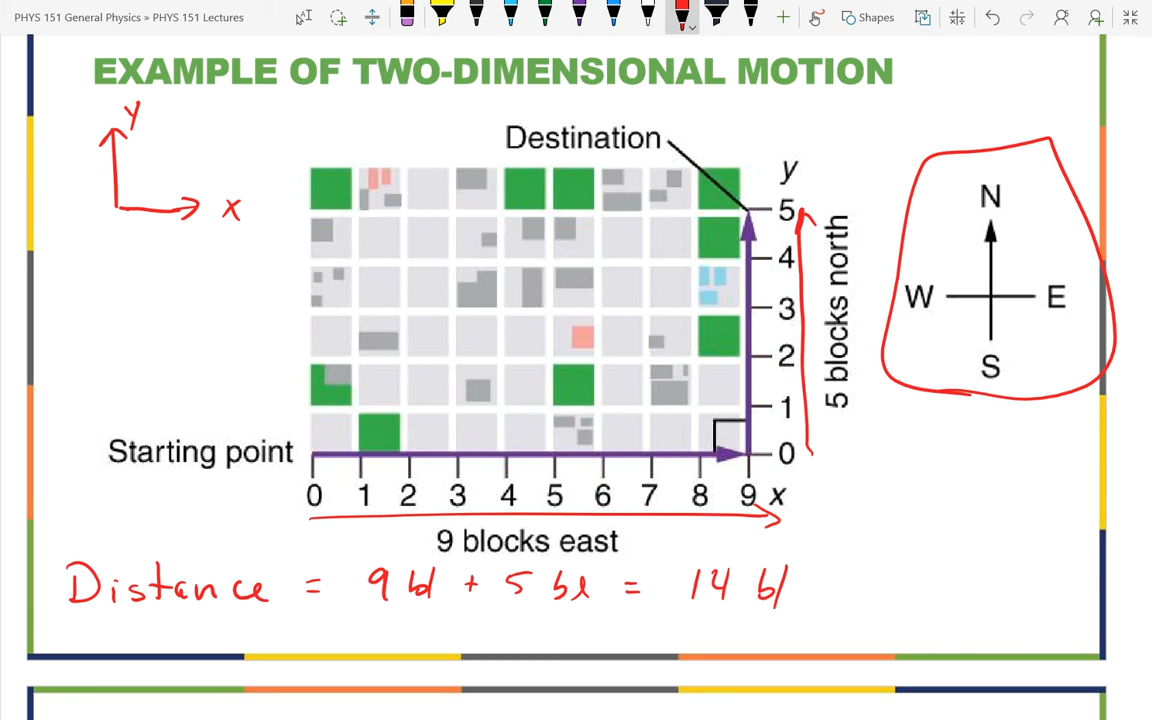 PHYS 151 General Physics » PHYS 151 Lectures
Shapes
EXAMPLE OF TWO-DIMENSIONAL MOTION
y
x
Destination
y
5
4
3
2
1
0
5 blocks north
N
W E
S
Starting point
0 1 2 3 4 5 6 7 8 9 x
9 blocks east
Distance = 9 bl + 5 bl = 14 bl